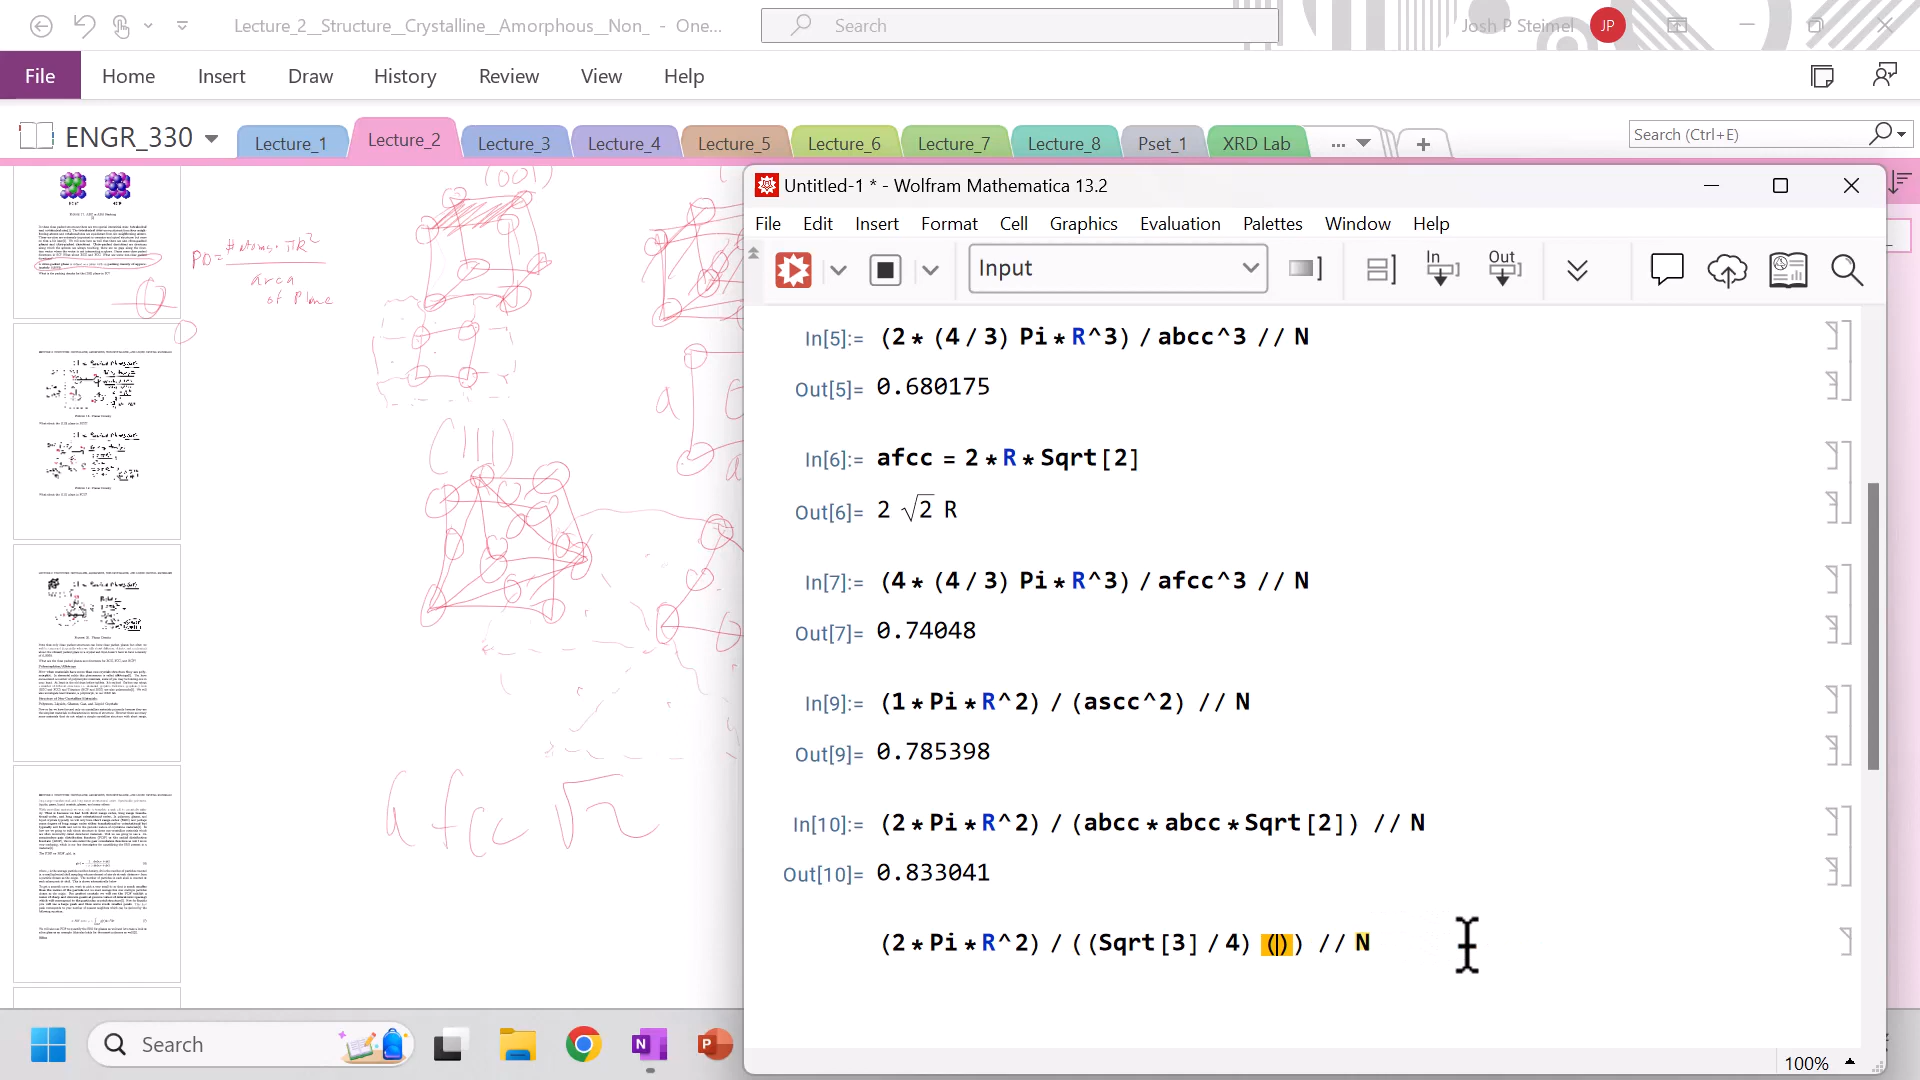 Lecture_2__Structure__Crystalline__Amorphous__Non_ - One...
Search
Josh P Steimel
JP
File
Home
Insert
Draw
History
Review
View
Help
ENGR_330
Lecture_1
Lecture_2
Lecture_3
Lecture_4
Lecture_5
Lecture_6
Lecture_7
Lecture_8
Pset_1
XRD Lab
...
Search (Ctrl+E)
PD = # atoms · πR²
area
of Plane
(001)
(111)
a
afcc √2
Untitled-1 * - Wolfram Mathematica 13.2
File
Edit
Insert
Format
Cell
Graphics
Evaluation
Palettes
Window
Help
Input
In
Out
In[5]:= (2 * (4 / 3) Pi * R^3) / abcc^3 // N
Out[5]= 0.680175
In[6]:= afcc = 2 * R * Sqrt[2]
Out[6]= 2 √2 R
In[7]:= (4 * (4 / 3) Pi * R^3) / afcc^3 // N
Out[7]= 0.74048
In[9]:= (1 * Pi * R^2) / (ascc^2) // N
Out[9]= 0.785398
In[10]:= (2 * Pi * R^2) / (abcc * abcc * Sqrt[2]) // N
Out[10]= 0.833041
(2 * Pi * R^2) / ((Sqrt[3] / 4) ()) // N
100%
Search